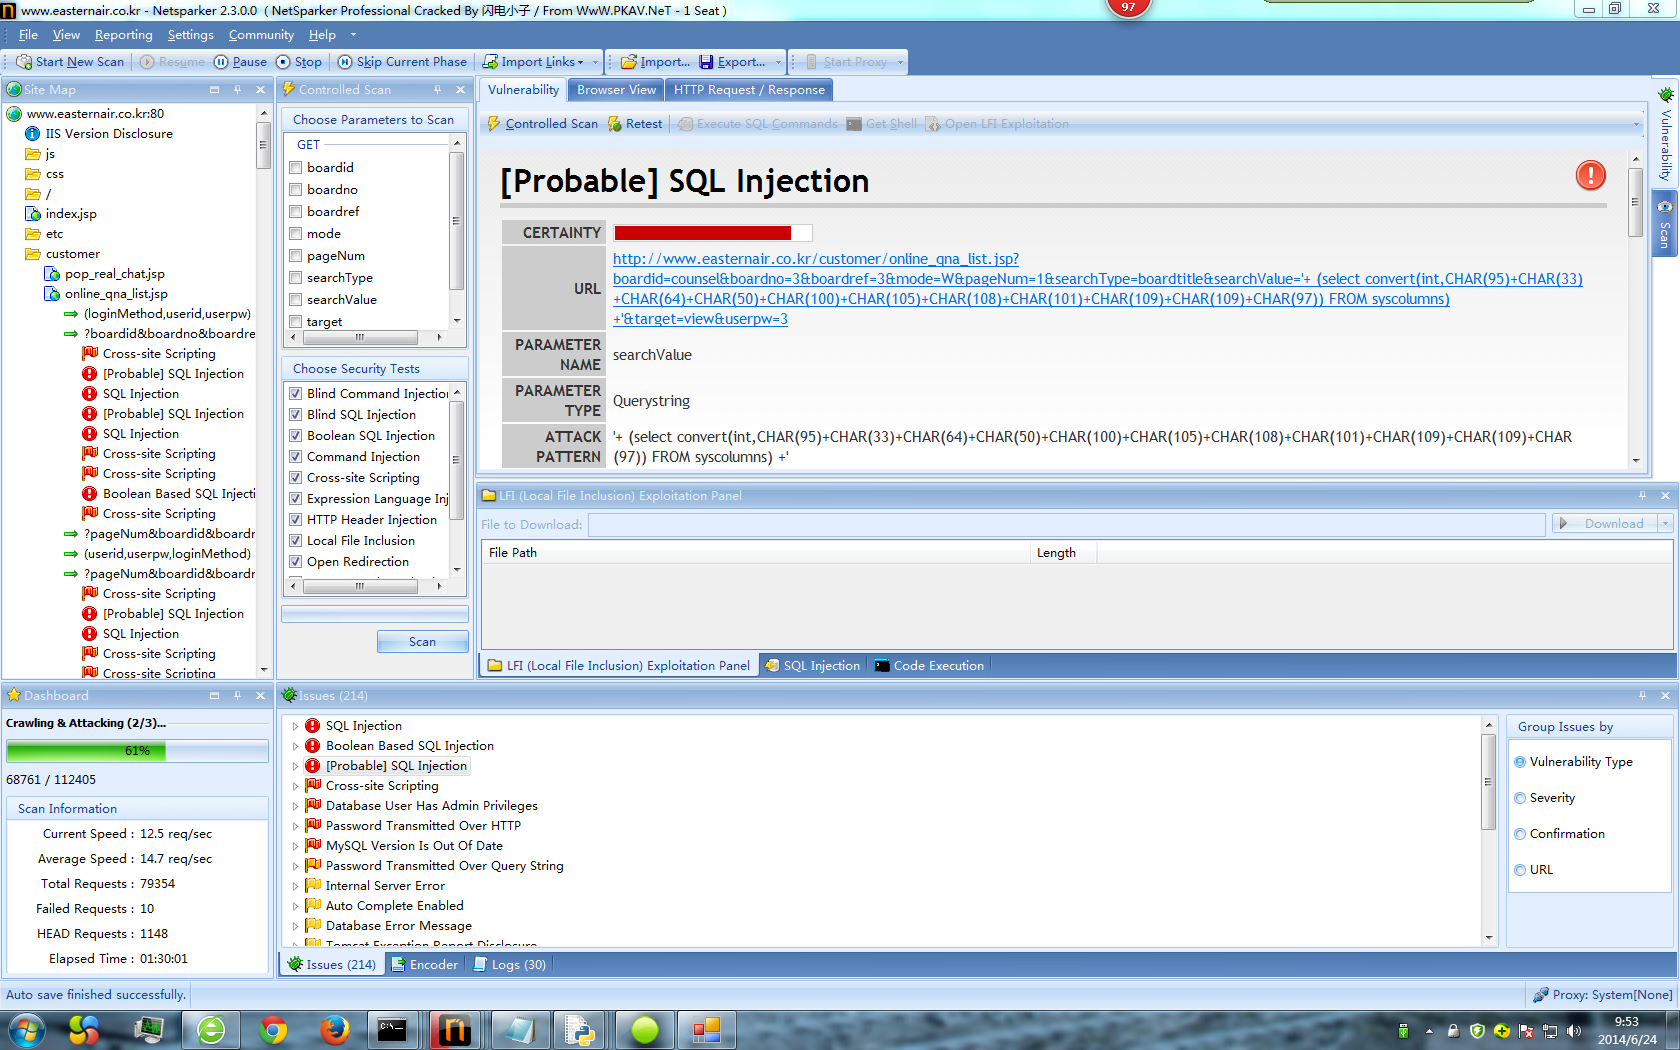 www.easternair.co.kr - Netsparker 2.3.0.0 ( NetSparker Professional Cracked By 闪电小子 / From WwW.PKAV.NeT - 1 Seat )
97
File View Reporting Settings Community Help
Start New Scan Resume Pause Stop Skip Current Phase Import Links Import... Export... Start Proxy
Site Map
www.easternair.co.kr:80
IIS Version Disclosure
js
css
/
index.jsp
etc
customer
pop_real_chat.jsp
online_qna_list.jsp
(loginMethod,userid,userpw)
?boardid&boardno&boardre
Cross-site Scripting
[Probable] SQL Injection
SQL Injection
[Probable] SQL Injection
SQL Injection
Cross-site Scripting
Cross-site Scripting
Boolean Based SQL Injecti
Cross-site Scripting
?pageNum&boardid&boardr
(userid,userpw,loginMethod)
?pageNum&boardid&boardr
Cross-site Scripting
[Probable] SQL Injection
SQL Injection
Cross-site Scripting
Cross-site Scripting
Controlled Scan
Choose Parameters to Scan
GET
boardid
boardno
boardref
mode
pageNum
searchType
searchValue
target
Choose Security Tests
Blind Command Injection
Blind SQL Injection
Boolean SQL Injection
Command Injection
Cross-site Scripting
Expression Language Inj
HTTP Header Injection
Local File Inclusion
Open Redirection
Scan
Vulnerability Browser View HTTP Request / Response
Controlled Scan Retest Execute SQL Commands Get Shell Open LFI Exploitation
[Probable] SQL Injection
CERTAINTY
URL
http://www.easternair.co.kr/customer/online_qna_list.jsp?
boardid=counsel&boardno=3&boardref=3&mode=W&pageNum=1&searchType=boardtitle&searchValue='+ (select convert(int,CHAR(95)+CHAR(33)
+CHAR(64)+CHAR(50)+CHAR(100)+CHAR(105)+CHAR(108)+CHAR(101)+CHAR(109)+CHAR(109)+CHAR(97)) FROM syscolumns)
+'&target=view&userpw=3
PARAMETER NAME
searchValue
PARAMETER TYPE
Querystring
ATTACK PATTERN
'+ (select convert(int,CHAR(95)+CHAR(33)+CHAR(64)+CHAR(50)+CHAR(100)+CHAR(105)+CHAR(108)+CHAR(101)+CHAR(109)+CHAR(109)+CHAR
(97)) FROM syscolumns) +'
Vulnerability
Scan
LFI (Local File Inclusion) Exploitation Panel
File to Download: Download
File Path Length
LFI (Local File Inclusion) Exploitation Panel SQL Injection Code Execution
Dashboard
Crawling & Attacking (2/3)...
61%
68761 / 112405
Scan Information
Current Speed : 12.5 req/sec
Average Speed : 14.7 req/sec
Total Requests : 79354
Failed Requests : 10
HEAD Requests : 1148
Elapsed Time : 01:30:01
Issues (214)
SQL Injection
Boolean Based SQL Injection
[Probable] SQL Injection
Cross-site Scripting
Database User Has Admin Privileges
Password Transmitted Over HTTP
MySQL Version Is Out Of Date
Password Transmitted Over Query String
Internal Server Error
Auto Complete Enabled
Database Error Message
Tomcat Exception Report Disclosure
Group Issues by
Vulnerability Type
Severity
Confirmation
URL
Issues (214) Encoder Logs (30)
Auto save finished successfully.
Proxy: System[None]
9:53
2014/6/24